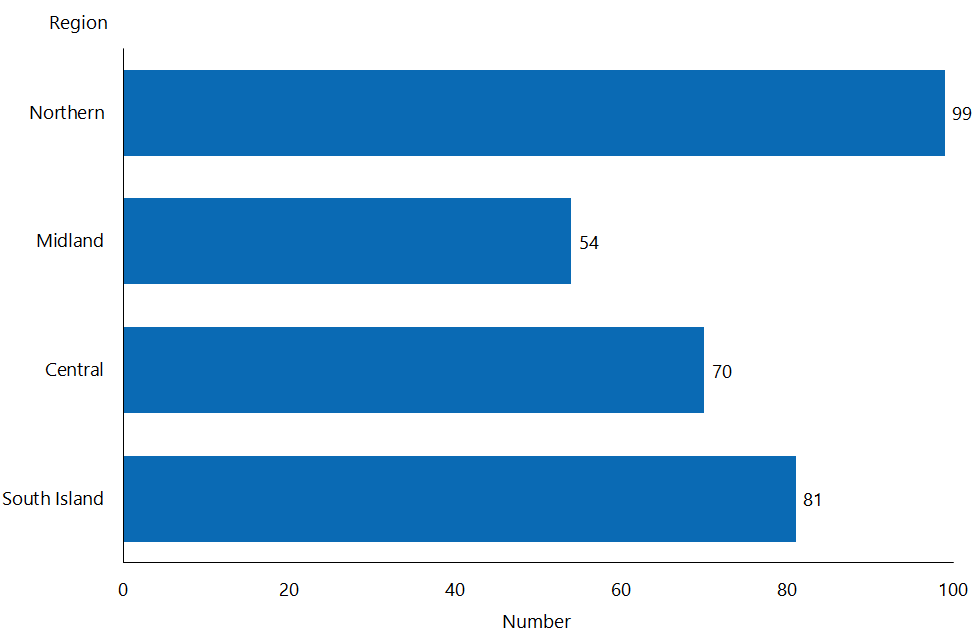 Region
Northern 99
Midland 54
Central 70
South Island 81
0 20 40 60 80 100
Number